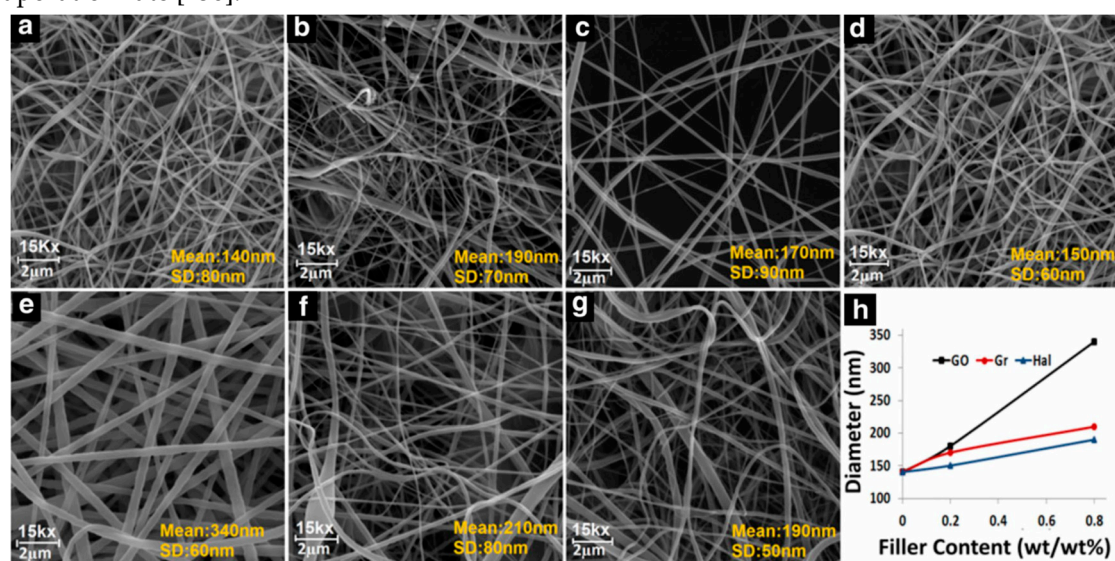 a
15Kx
2μm
Mean:140nm
SD:80nm
b
15kx
2μm
Mean:190nm
SD:70nm
c
15kx
2μm
Mean:170nm
SD:90nm
d
15kx
2μm
Mean:150nm
SD:60nm
e
15kx
2μm
Mean:340nm
SD:60nm
f
15kx
2μm
Mean:210nm
SD:80nm
g
15kx
2μm
Mean:190nm
SD:50nm
h
GO Gr Hal
Diameter (nm)
350
300
250
200
150
100
0 0.2 0.4 0.6 0.8
Filler Content (wt/wt%)